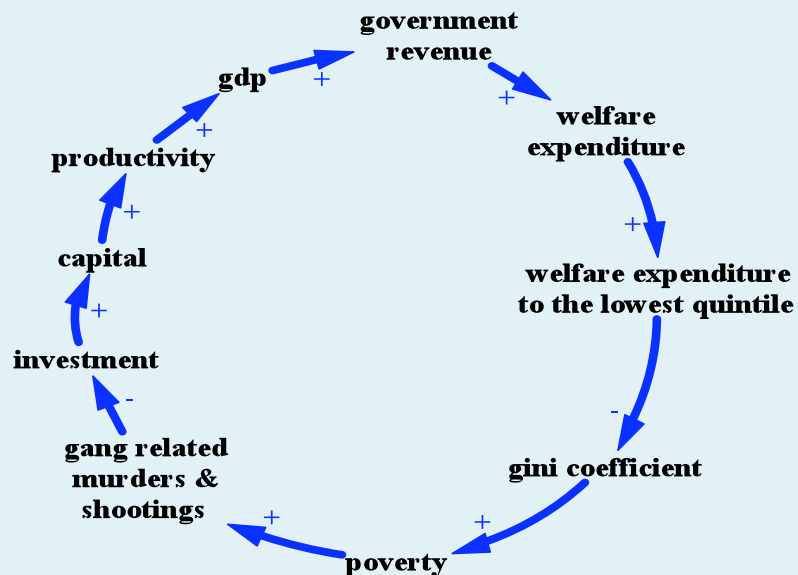 government
revenue
+
welfare
expenditure
+
welfare expenditure
to the lowest quintile
-
gini coefficient
+
poverty
+
gang related
murders &
shootings
-
investment
+
capital
+
productivity
+
gdp
+